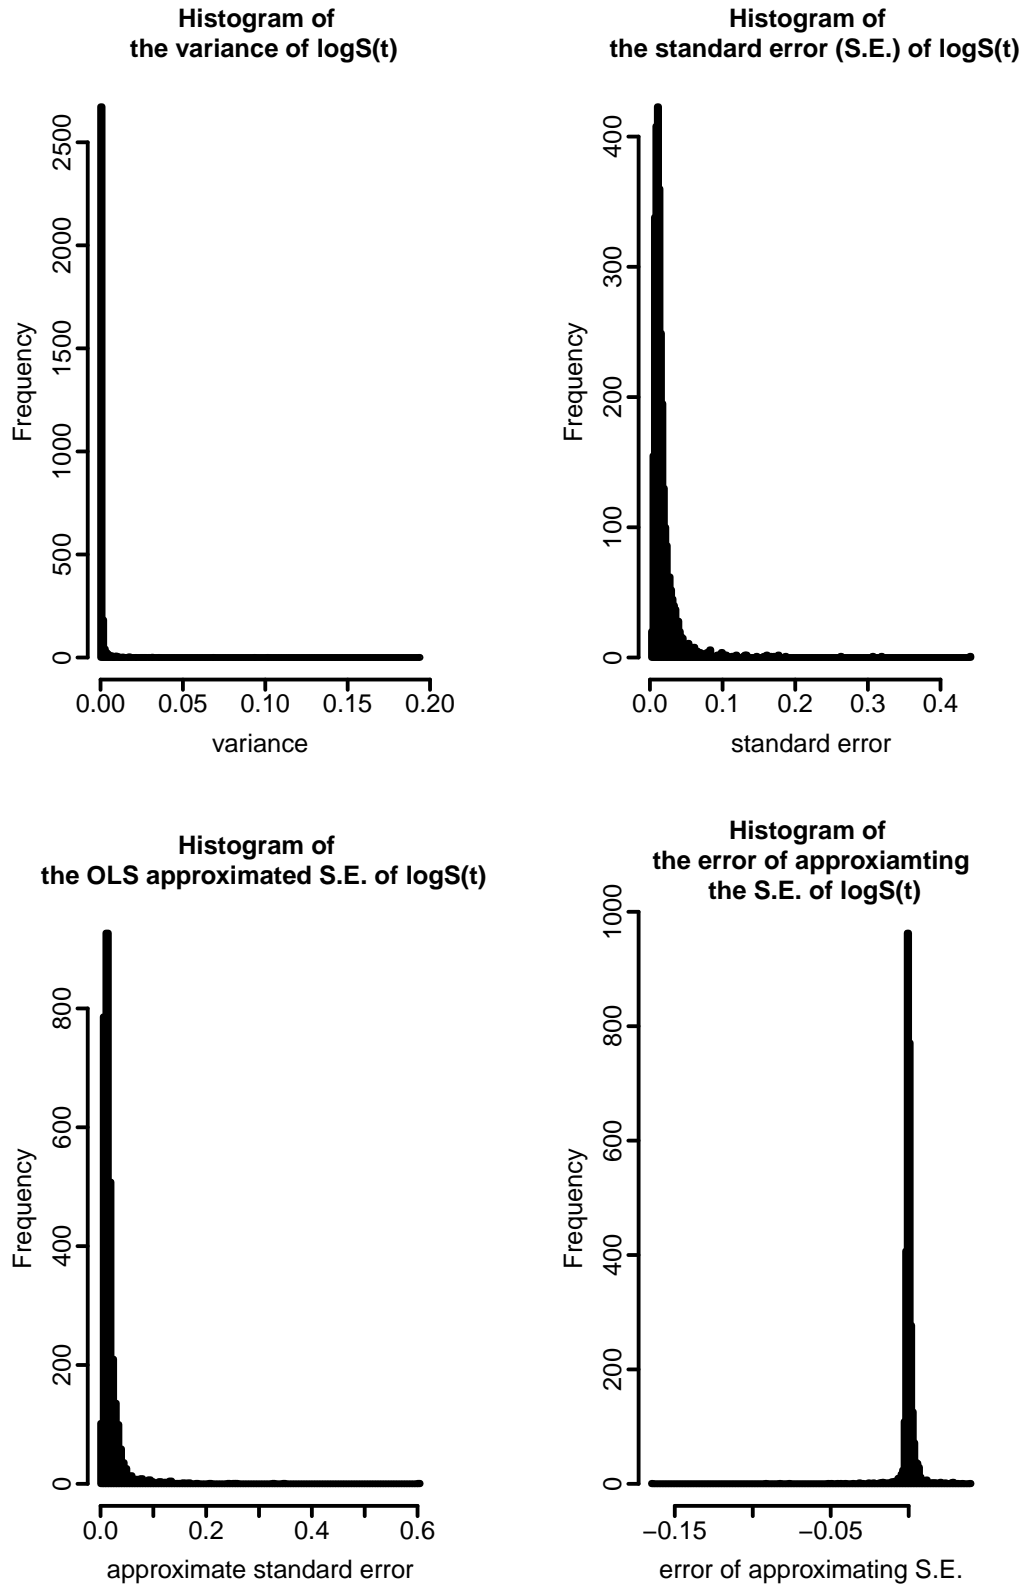 Histogram of
the variance of logS(t)
Frequency
0 500 1000 1500 2000 2500
0.00 0.05 0.10 0.15 0.20
variance
Histogram of
the standard error (S.E.) of logS(t)
Frequency
0 100 200 300 400
0.0 0.1 0.2 0.3 0.4
standard error
Histogram of
the OLS approximated S.E. of logS(t)
Frequency
0 200 400 600 800
0.0 0.2 0.4 0.6
approximate standard error
Histogram of
the error of approxiamting
the S.E. of logS(t)
Frequency
0 200 400 600 800 1000
−0.15 −0.05
error of approximating S.E.